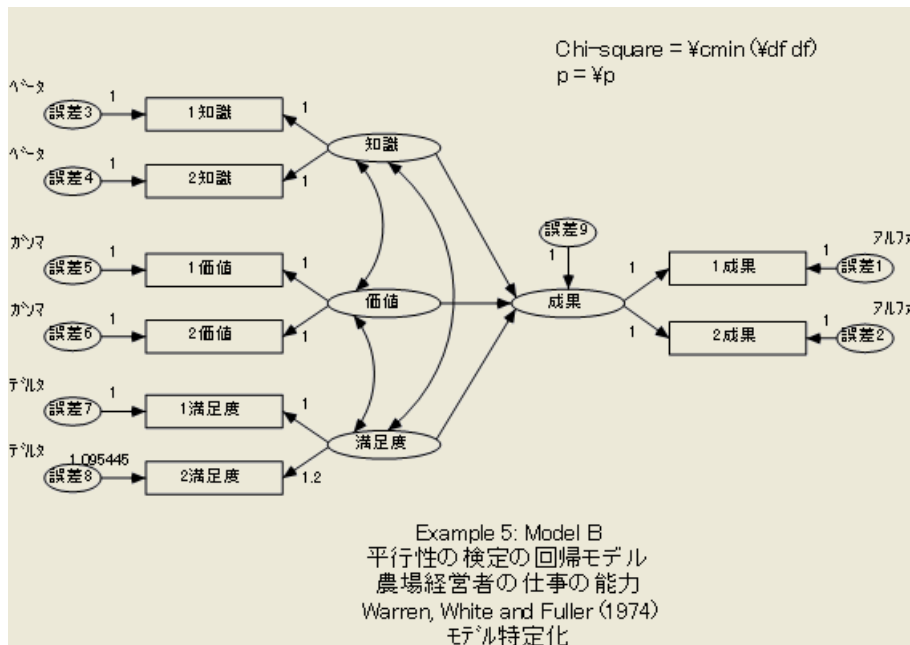 Chi-square = ¥cmin (¥df df)
p = ¥p
ベータ
1
誤差3
1知識
1
ベータ
1
誤差4
2知識
1
知識
ガンマ
1
誤差5
1価値
1
ガンマ
1
誤差6
2価値
1
価値
デルタ
1
誤差7
1満足度
1
デルタ
1.095445
誤差8
2満足度
1.2
満足度
誤差9
1
成果
1
1成果
1
アルファ
誤差1
1
2成果
1
アルファ
誤差2
Example 5: Model B
平行性の検定の回帰モデル
農場経営者の仕事の能力
Warren, White and Fuller (1974)
モデル特定化